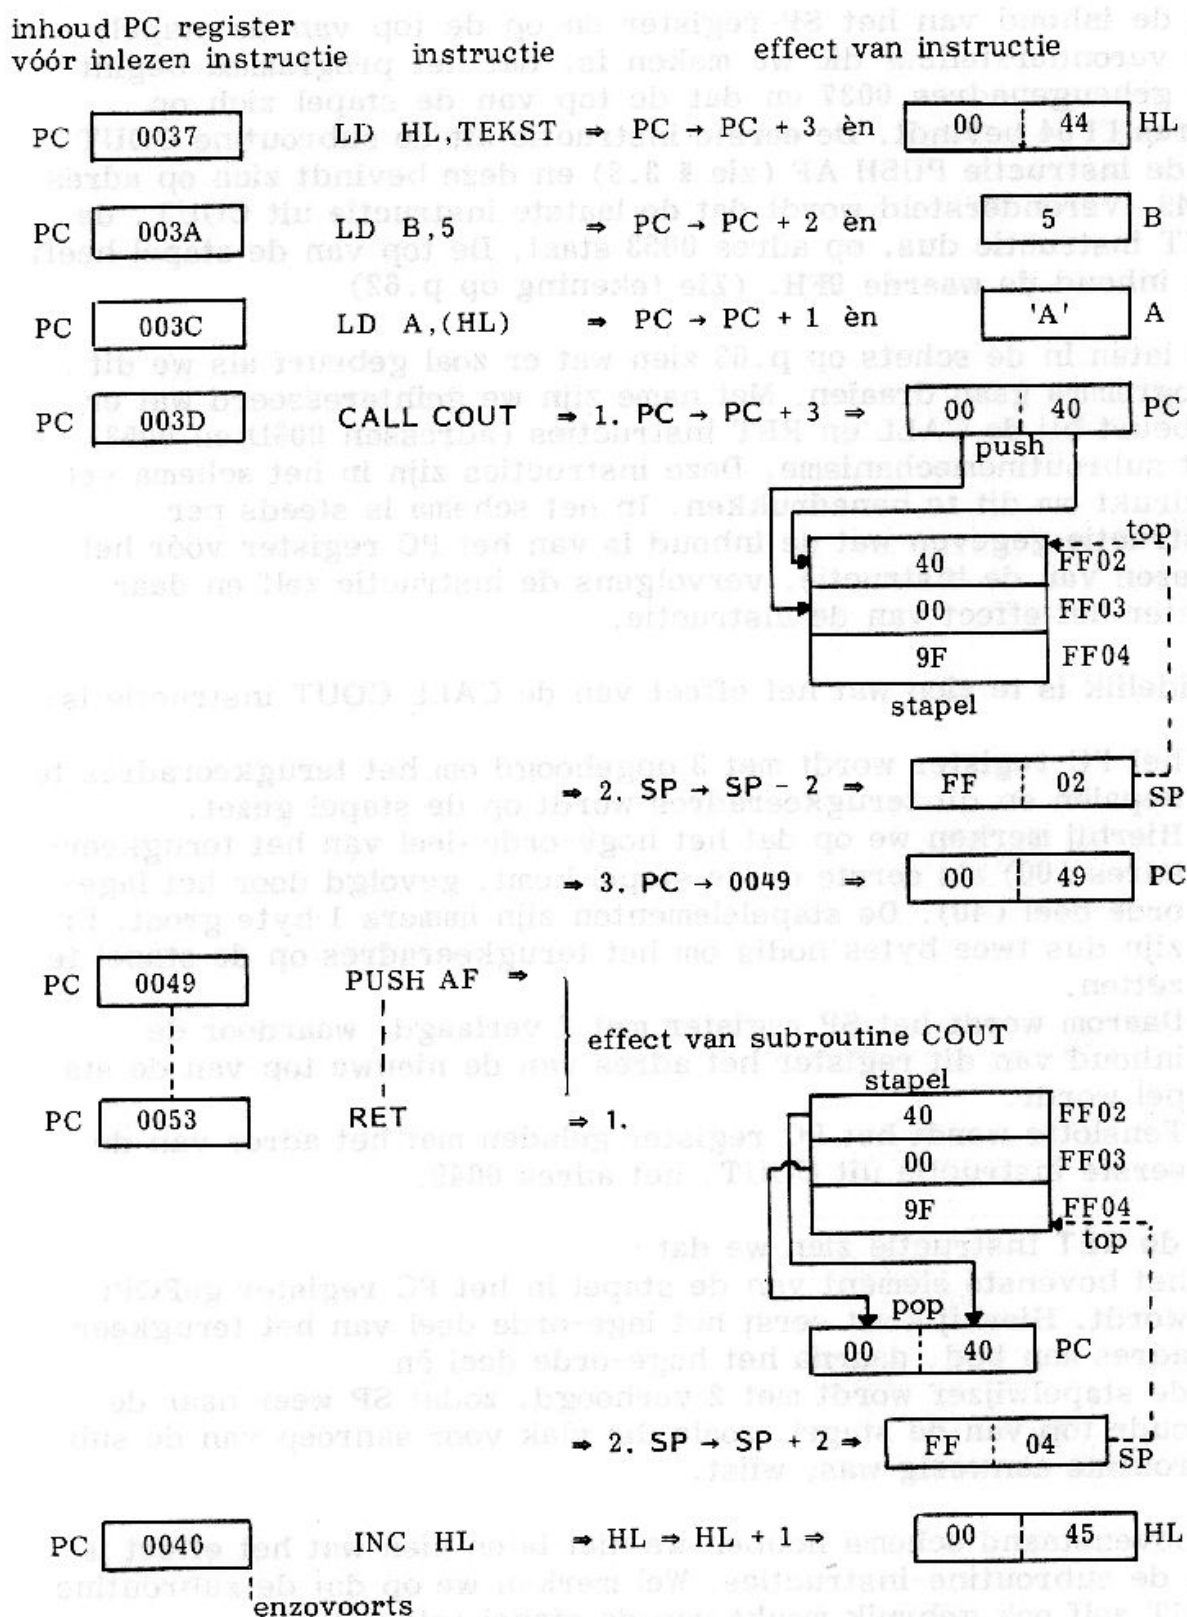 inhoud PC register
vóór inlezen instructie instructie effect van instructie
PC 0037 LD HL,TEKST ⇒ PC → PC + 3 èn 00 44 HL
PC 003A LD B,5 ⇒ PC → PC + 2 èn 5 B
PC 003C LD A,(HL) ⇒ PC → PC + 1 èn 'A' A
PC 003D CALL COUT ⇒ 1. PC → PC + 3 ⇒ 00 40 PC
push
top
40 FF02
00 FF03
9F FF04
stapel
⇒ 2. SP → SP - 2 ⇒ FF 02 SP
⇒ 3. PC → 0049 ⇒ 00 49 PC
PC 0049 PUSH AF ⇒
effect van subroutine COUT
stapel
PC 0053 RET ⇒ 1. 40 FF02
00 FF03
9F FF04
top
pop
00 40 PC
⇒ 2. SP → SP + 2 ⇒ FF 04 SP
PC 0040 INC HL ⇒ HL ⇒ HL + 1 ⇒ 00 45 HL
enzovoorts